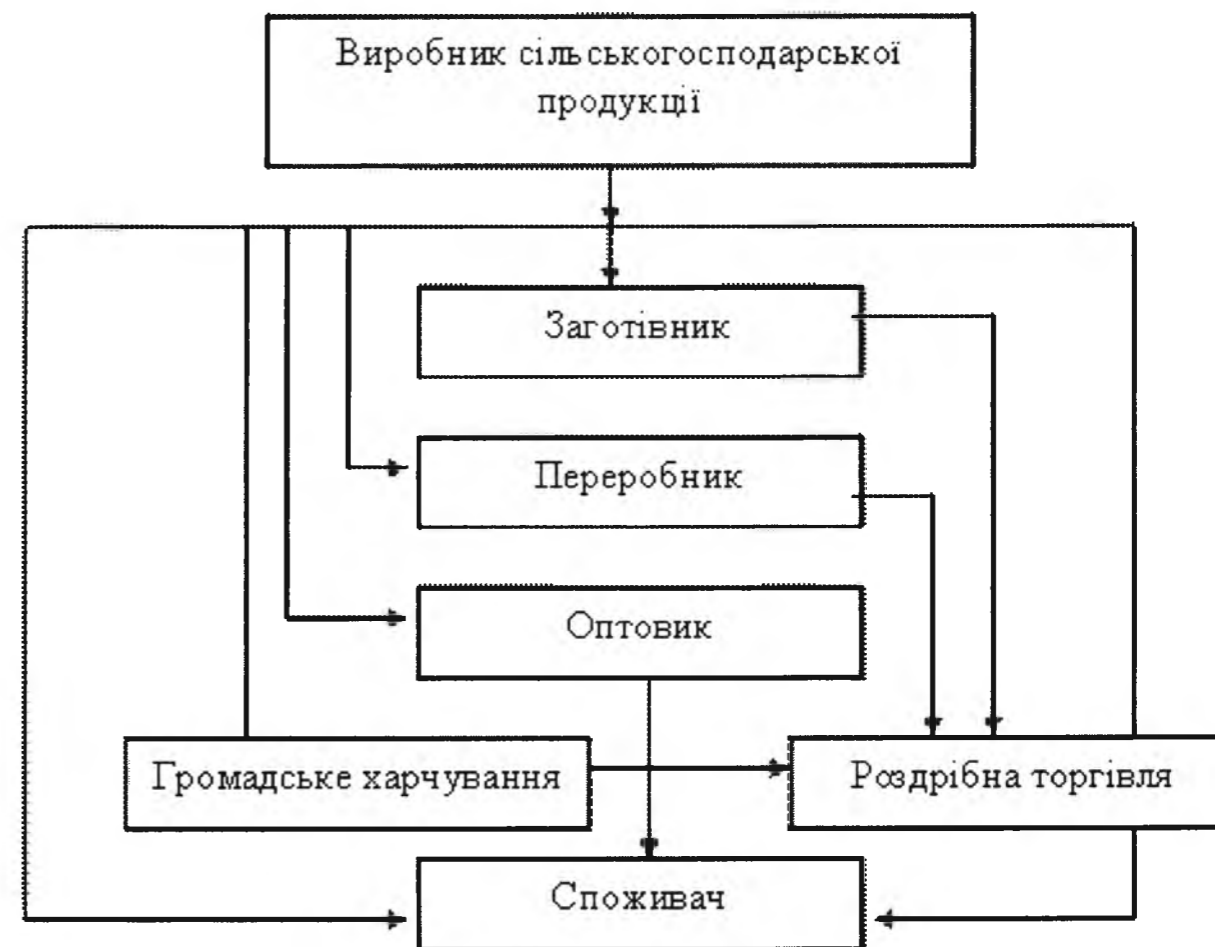 Виробник сільськогосподарської
продукції
Заготівник
Переробник
Оптовик
Громадське харчування
Роздрібна торгівля
Споживач